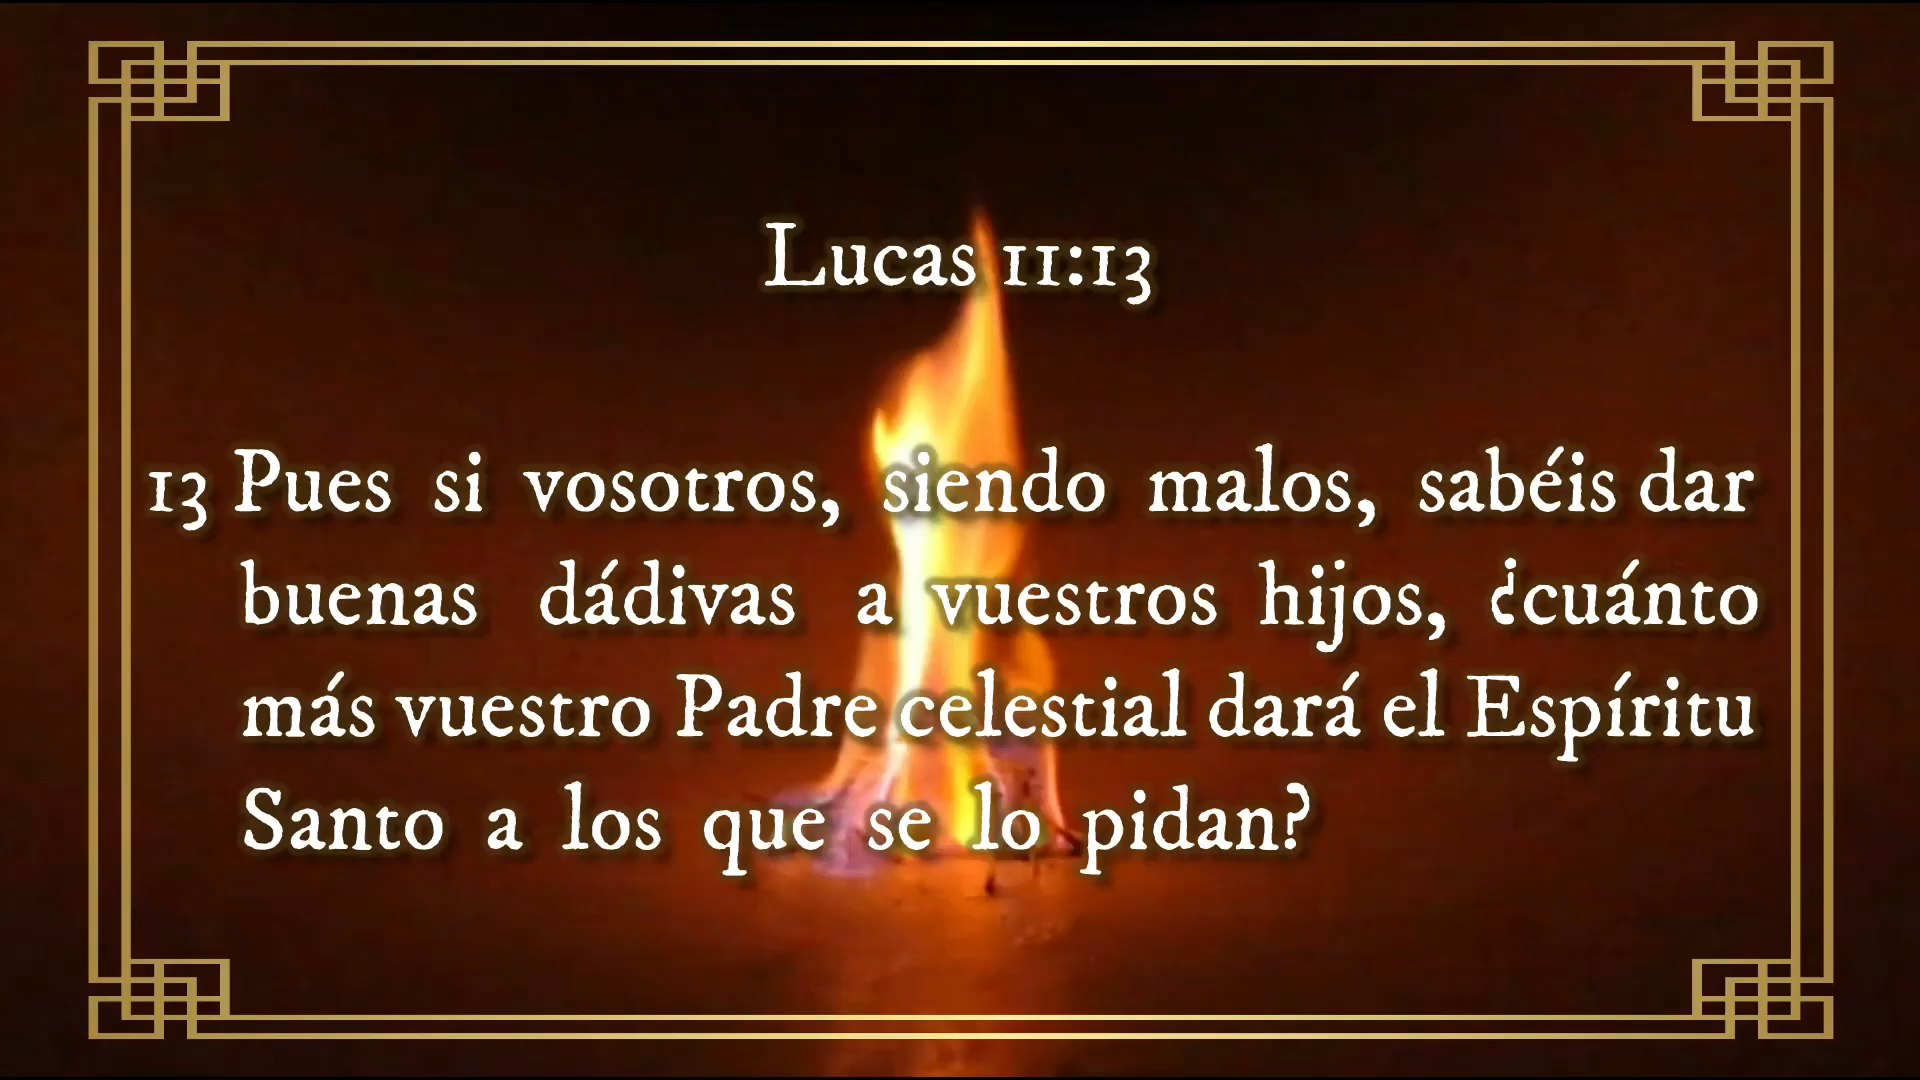 Lucas 11:13
13 Pues si vosotros, siendo malos, sabéis dar
buenas dádivas a vuestros hijos, ¿cuánto
más vuestro Padre celestial dará el Espíritu
Santo a los que se lo pidan?